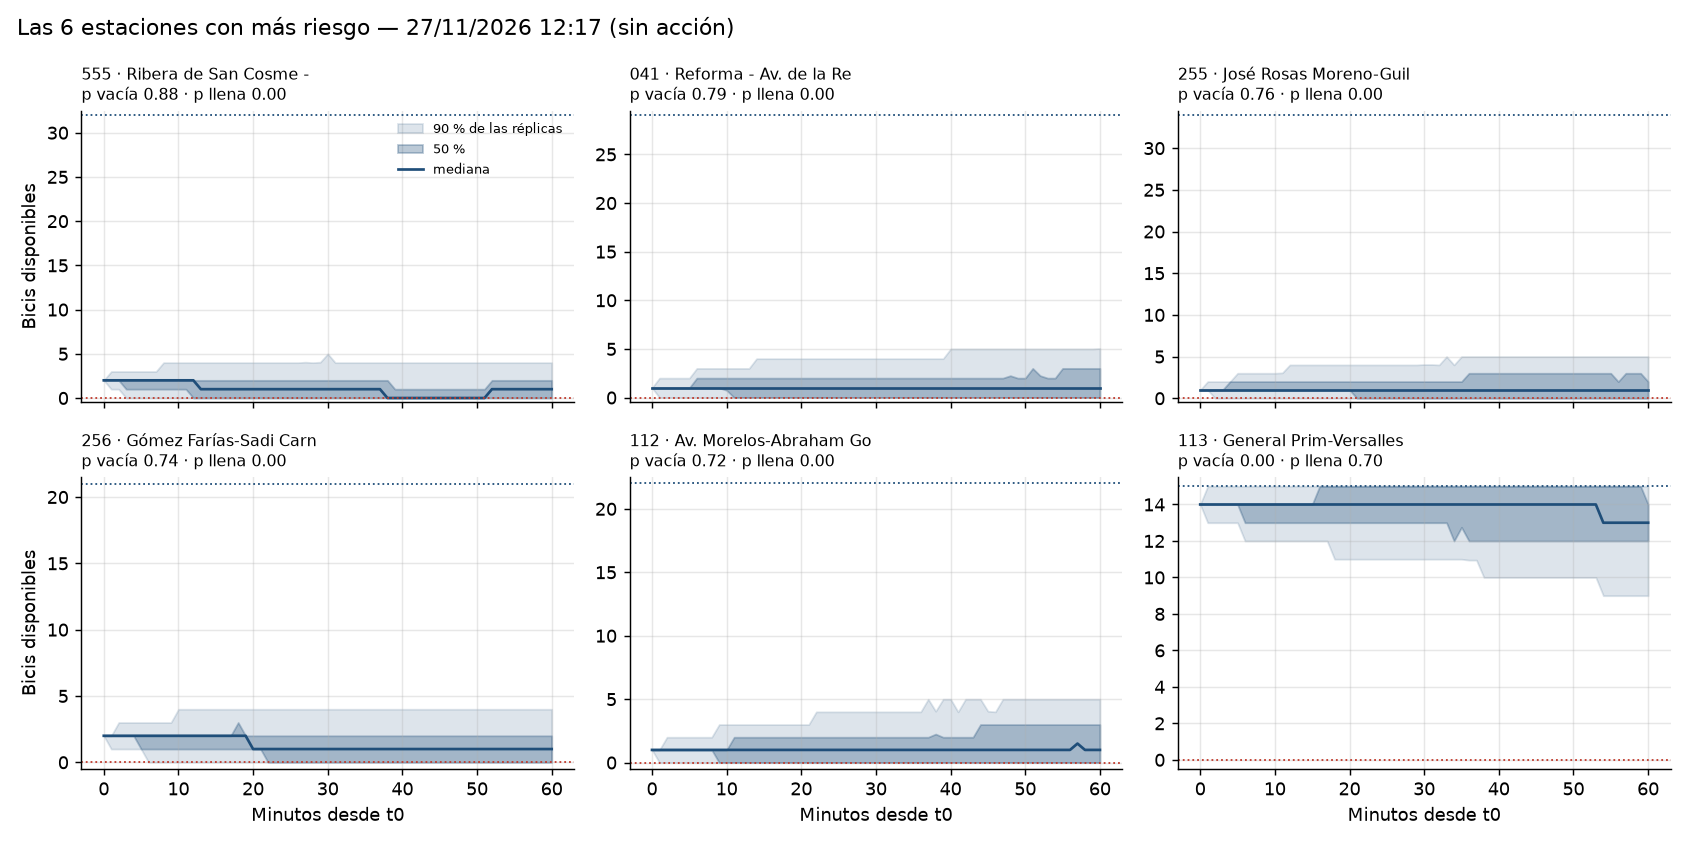 Las 6 estaciones con más riesgo — 27/11/2026 12:17 (sin acción)
555 · Ribera de San Cosme -
p vacía 0.88 · p llena 0.00
30
25
20
15
10
5
0
Bicis disponibles
90 % de las réplicas
50 %
mediana
041 · Reforma - Av. de la Re
p vacía 0.79 · p llena 0.00
25
20
15
10
5
0
255 · José Rosas Moreno-Guil
p vacía 0.76 · p llena 0.00
30
25
20
15
10
5
0
256 · Gómez Farías-Sadi Carn
p vacía 0.74 · p llena 0.00
20
15
10
5
0
Bicis disponibles
0 10 20 30 40 50 60
Minutos desde t0
112 · Av. Morelos-Abraham Go
p vacía 0.72 · p llena 0.00
20
15
10
5
0
0 10 20 30 40 50 60
Minutos desde t0
113 · General Prim-Versalles
p vacía 0.00 · p llena 0.70
14
12
10
8
6
4
2
0
0 10 20 30 40 50 60
Minutos desde t0